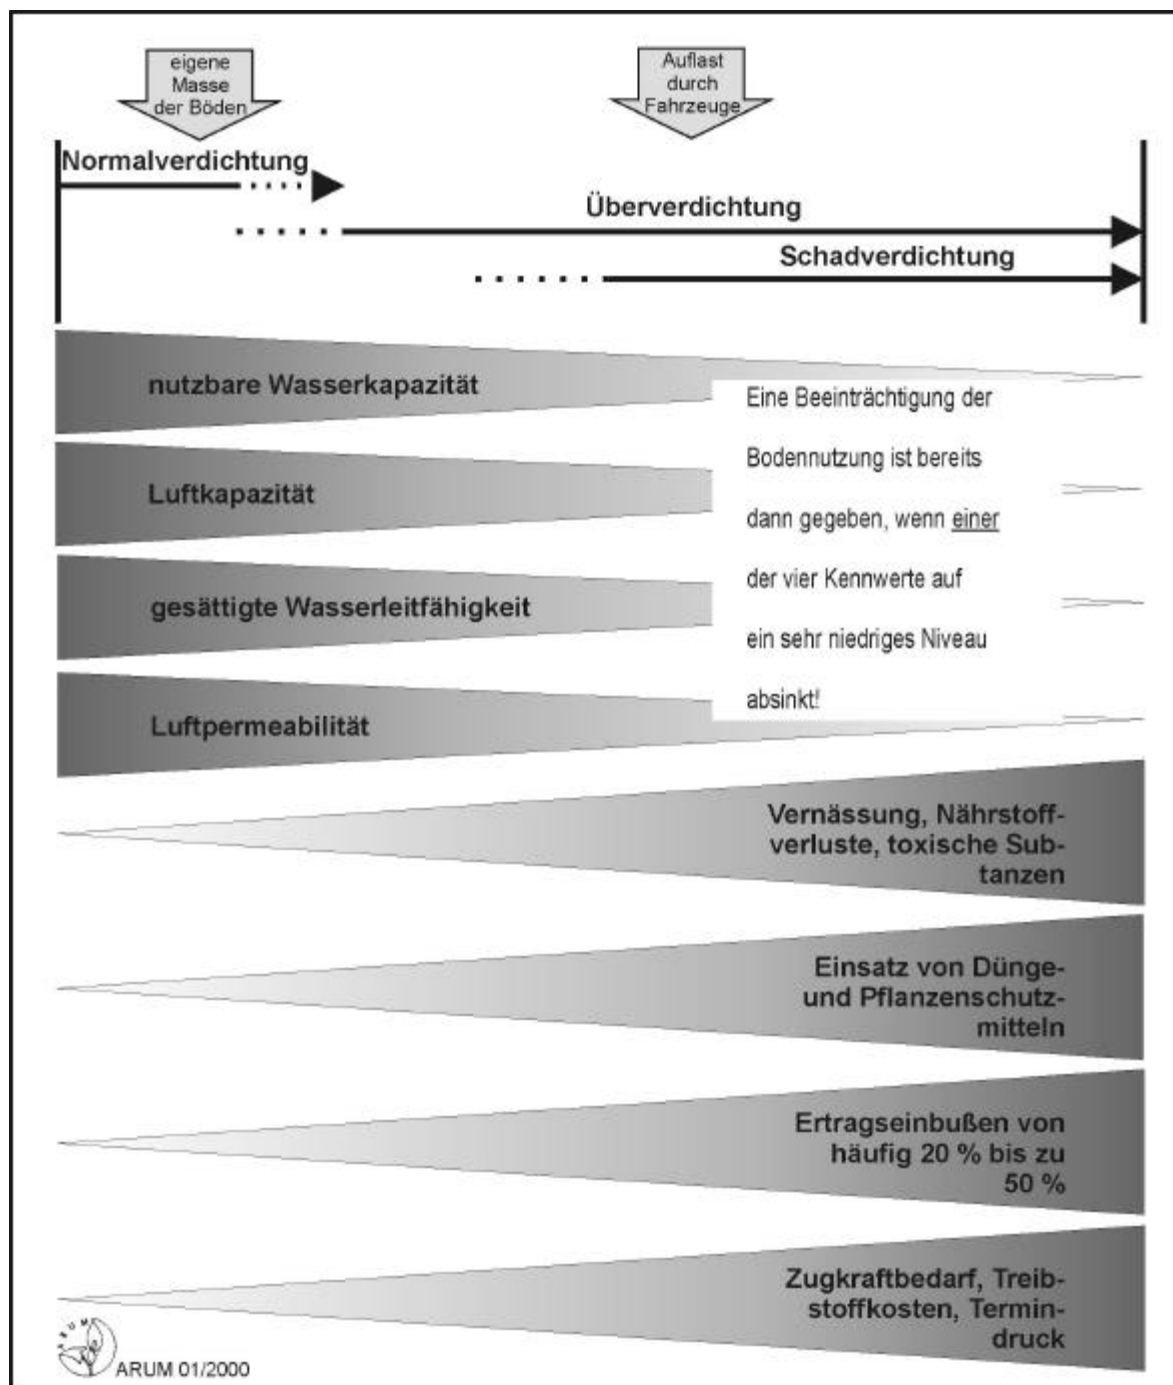 eigene
Masse
der Böden
Auflast
durch
Fahrzeuge
Normalverdichtung
Überverdichtung
Schadverdichtung
nutzbare Wasserkapazität
Eine Beeinträchtigung der
Bodennutzung ist bereits
Luftkapazität
dann gegeben, wenn einer
der vier Kennwerte auf
gesättigte Wasserleitfähigkeit
ein sehr niedriges Niveau
absinkt!
Luftpermeabilität
Vernässung, Nährstoff-
verluste, toxische Sub-
tanzen
Einsatz von Dünge-
und Pflanzenschutz-
mitteln
Ertragseinbußen von
häufig 20 % bis zu
50 %
Zugkraftbedarf, Treib-
stoffkosten, Termin-
druck
ARUM
ARUM 01/2000